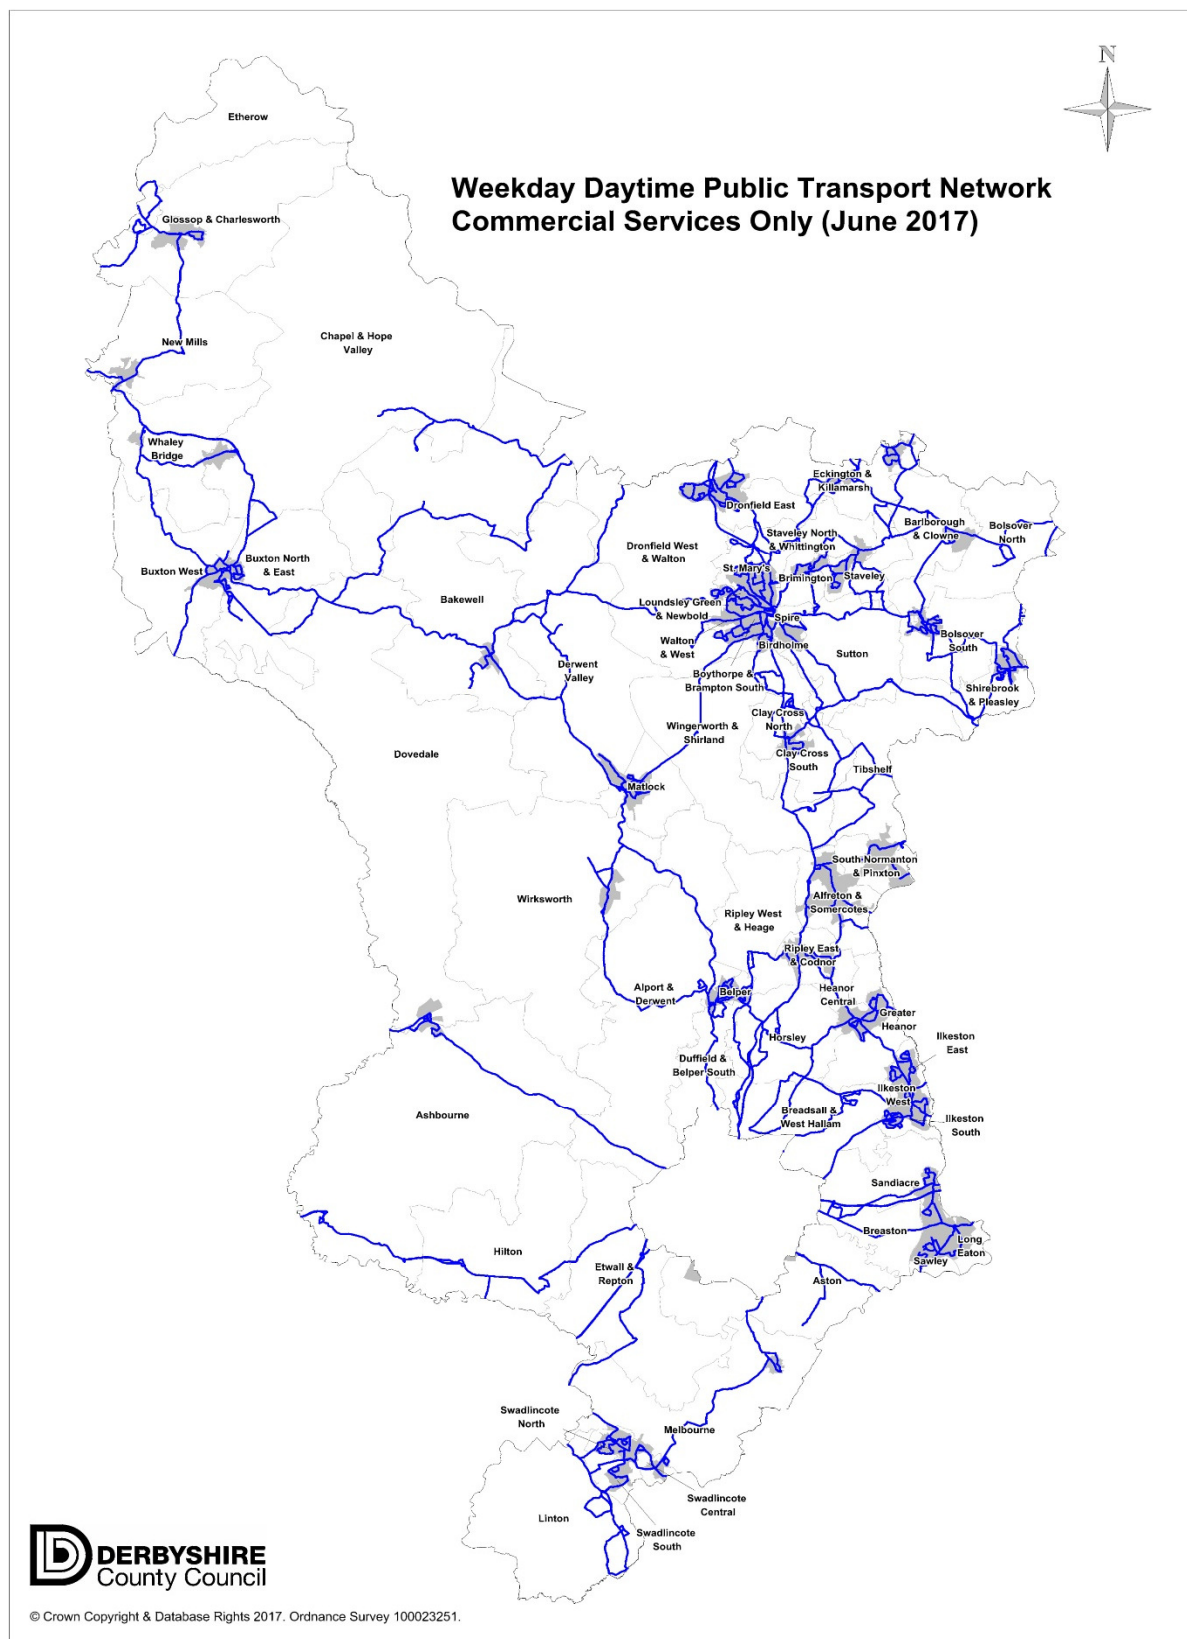 N
Weekday Daytime Public Transport Network
Commercial Services Only (June 2017)
Etherow
Glossop & Charlesworth
New Mills
Chapel & Hope
Valley
Whaley
Bridge
Buxton West
Buxton North
& East
Bakewell
Dronfield East
Eckington &
Killamarsh
Dronfield West
& Walton
Staveley North
& Whittington
Barlborough
& Clowne
Bolsover
North
St. Mary's
Brimington
Staveley
Loundsley Green
& Newbold
Spire
Walton
& West
Birdholme
Sutton
Bolsover
South
Derwent
Valley
Boythorpe &
Brampton South
Shirebrook
& Pleasley
Clay Cross
North
Wingerworth &
Shirland
Clay Cross
South
Dovedale
Tibshelf
Matlock
South Normanton
& Pinxton
Wirksworth
Alfreton &
Somercotes
Ripley West
& Heage
Ripley East
& Codnor
Alport &
Derwent
Belper
Heanor
Central
Greater
Heanor
Horsley
Ilkeston
East
Duffield &
Belper South
Ilkeston
West
Ashbourne
Breadsall &
West Hallam
Ilkeston
South
Sandiacre
Breaston
Long
Eaton
Sawley
Hilton
Etwall &
Repton
Aston
Swadlincote
North
Melbourne
Swadlincote
Central
Linton
Swadlincote
South
DERBYSHIRE
County Council
© Crown Copyright & Database Rights 2017. Ordnance Survey 100023251.